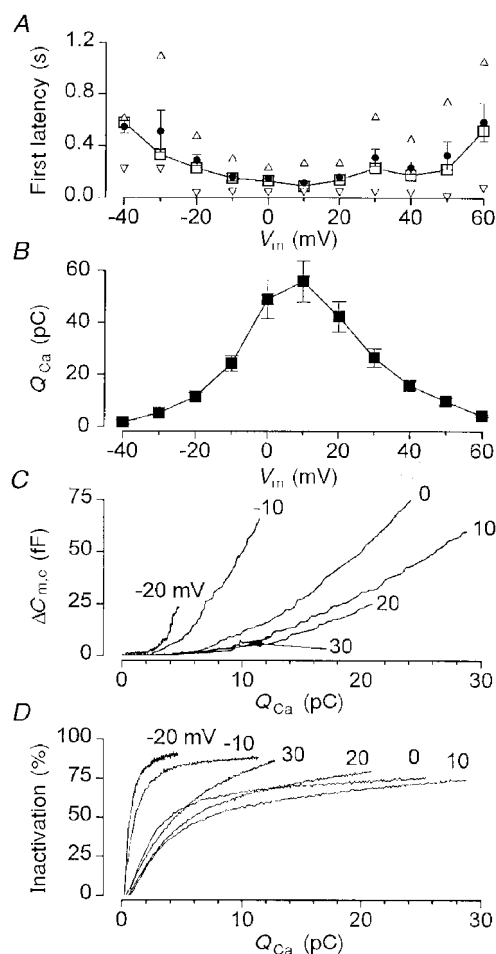 A
First latency (s)
1.2
0.8
0.4
0.0
-40 -20 0 20 40 60
Vm (mV)
B
QCa (pC)
60
40
20
0
-40 -20 0 20 40 60
Vm (mV)
C
ΔCm,c (fF)
75
50
25
0
-20 mV
-10
0
10
20
30
0 10 20 30
QCa (pC)
D
Inactivation (%)
100
75
50
25
0
-20 mV
-10
30
20
0
10
0 10 20 30
QCa (pC)